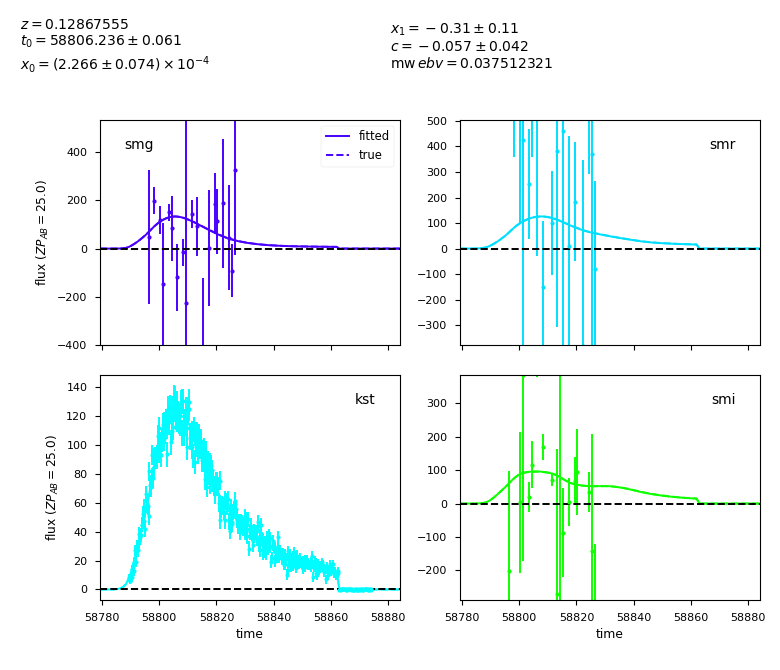 z = 0.12867555
t0 = 58806.236 ± 0.061
x0 = (2.266 ± 0.074) × 10^-4
x1 = −0.31 ± 0.11
c = −0.057 ± 0.042
mw ebv = 0.037512321
smg
fitted
true
400
200
0
−200
−400
flux (ZP_AB = 25.0)
smr
500
400
300
200
100
0
−100
−200
−300
kst
140
120
100
80
60
40
20
0
flux (ZP_AB = 25.0)
58780 58800 58820 58840 58860 58880
time
smi
300
200
100
0
−100
−200
58780 58800 58820 58840 58860 58880
time